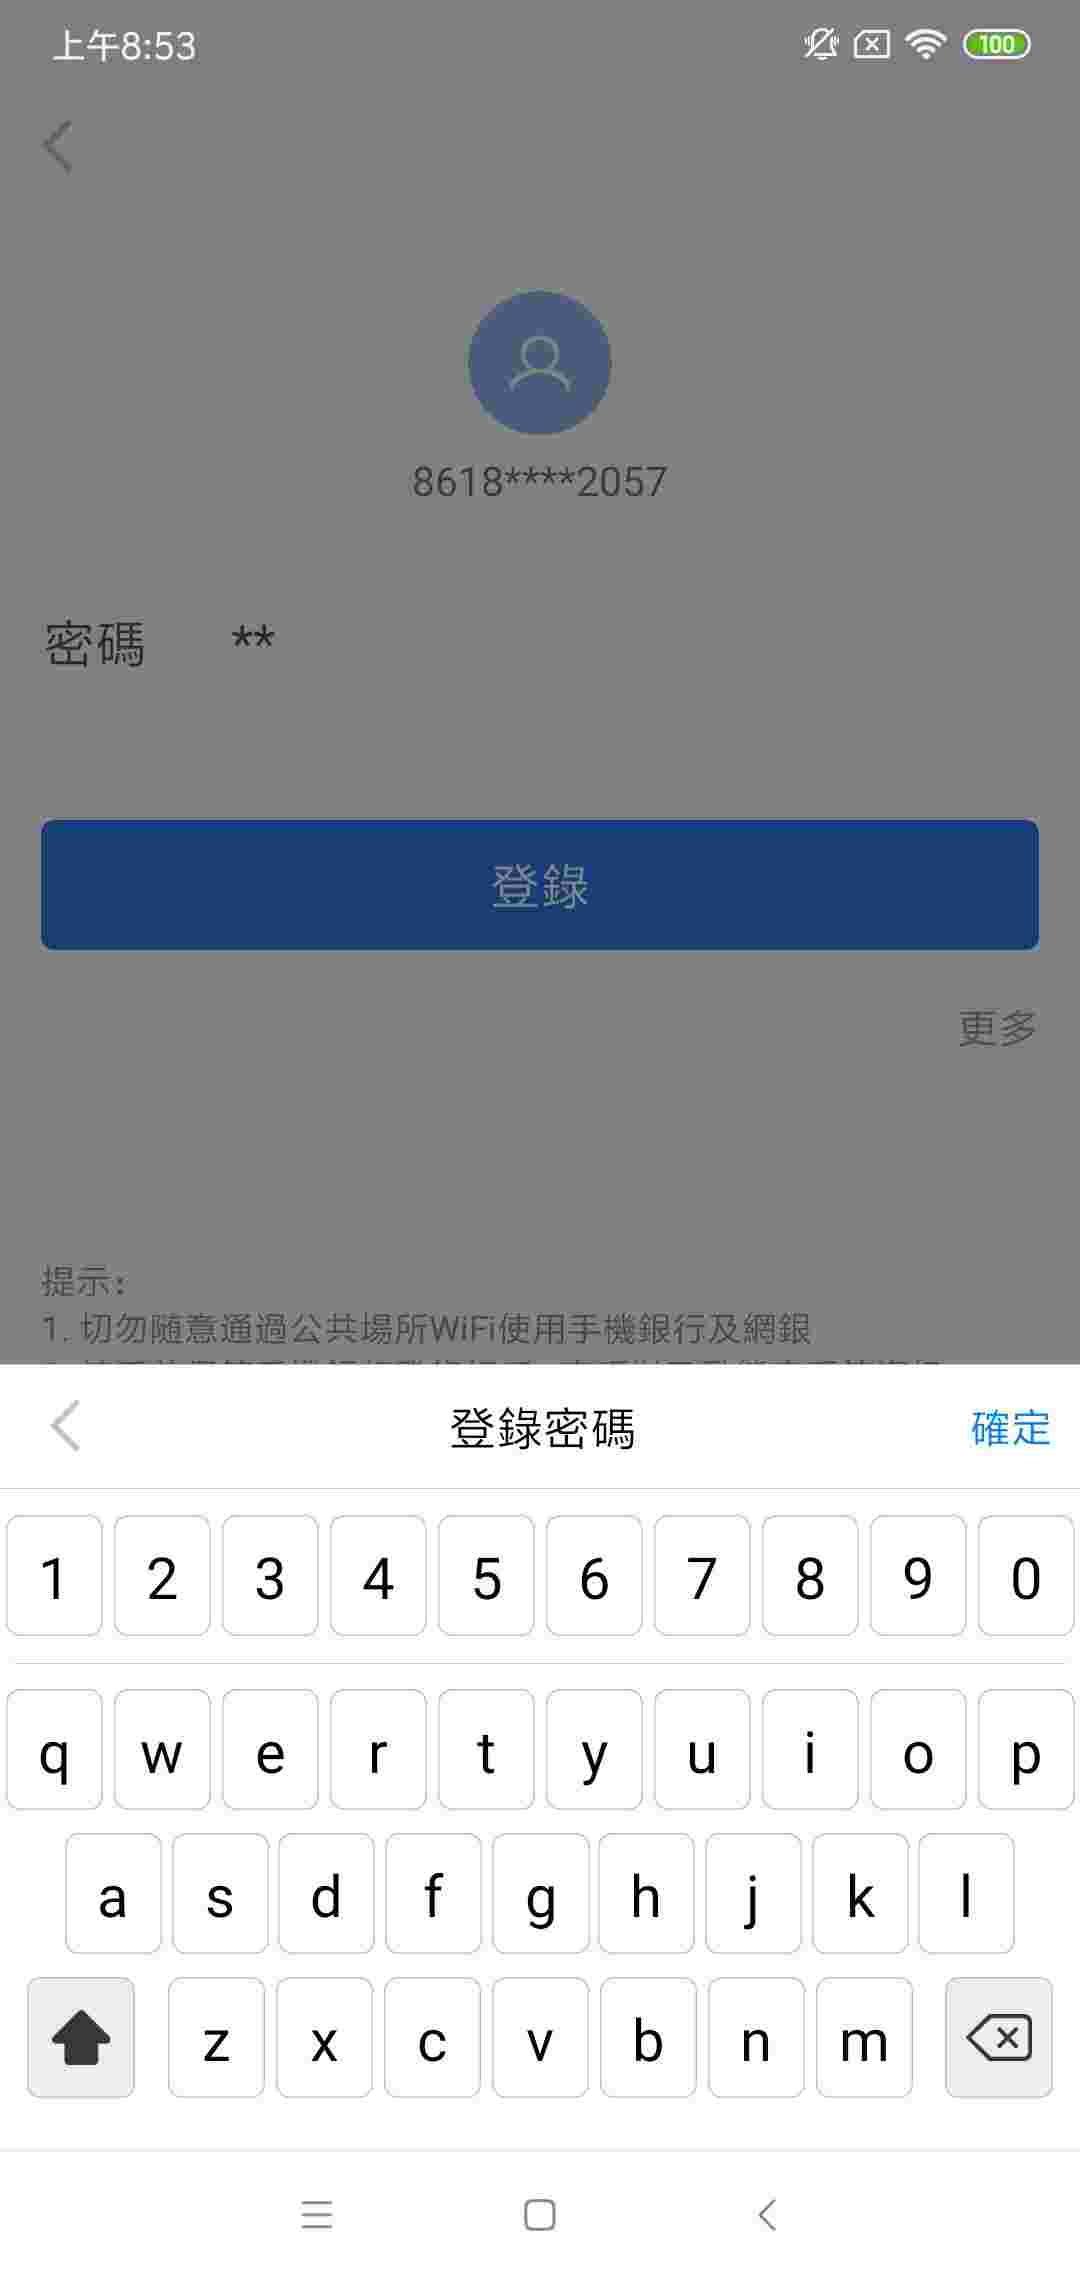 上午8:53
100
8618****2057
密碼 **
登錄
更多
提示：
1. 切勿随意通過公共場所WiFi使用手機銀行及網銀
登錄密碼 確定
1 2 3 4 5 6 7 8 9 0
q w e r t y u i o p
a s d f g h j k l
z x c v b n m